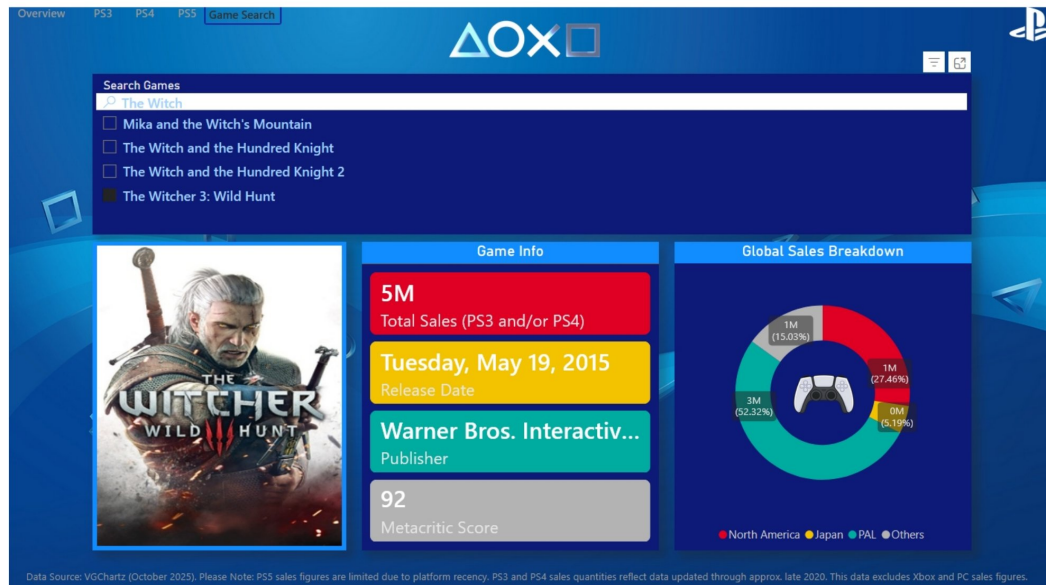 Overview PS3 PS4 PS5 Game Search
Search Games
The Witch
Mika and the Witch's Mountain
The Witch and the Hundred Knight
The Witch and the Hundred Knight 2
The Witcher 3: Wild Hunt
THE
WITCHER
WILD HUNT
Game Info
5M
Total Sales (PS3 and/or PS4)
Tuesday, May 19, 2015
Release Date
Warner Bros. Interactiv...
Publisher
92
Metacritic Score
Global Sales Breakdown
1M
(15.03%)
1M
(27.46%)
3M
(52.32%)
0M
(5.19%)
North America Japan PAL Others
Data Source: VGChartz (October 2025). Please Note: PS5 sales figures are limited due to platform recency. PS3 and PS4 sales quantities reflect data updated through approx. late 2020. This data excludes Xbox and PC sales figures.